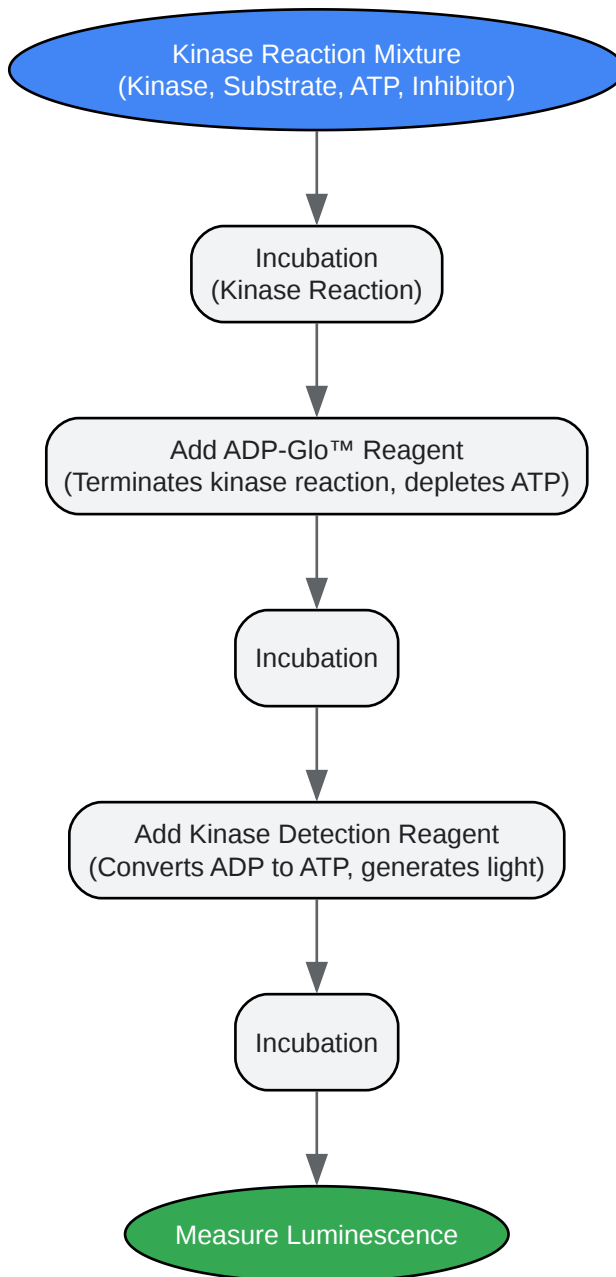 Kinase Reaction Mixture
(Kinase, Substrate, ATP, Inhibitor)
Incubation
(Kinase Reaction)
Add ADP-Glo™ Reagent
(Terminates kinase reaction, depletes ATP)
Incubation
Add Kinase Detection Reagent
(Converts ADP to ATP, generates light)
Incubation
Measure Luminescence